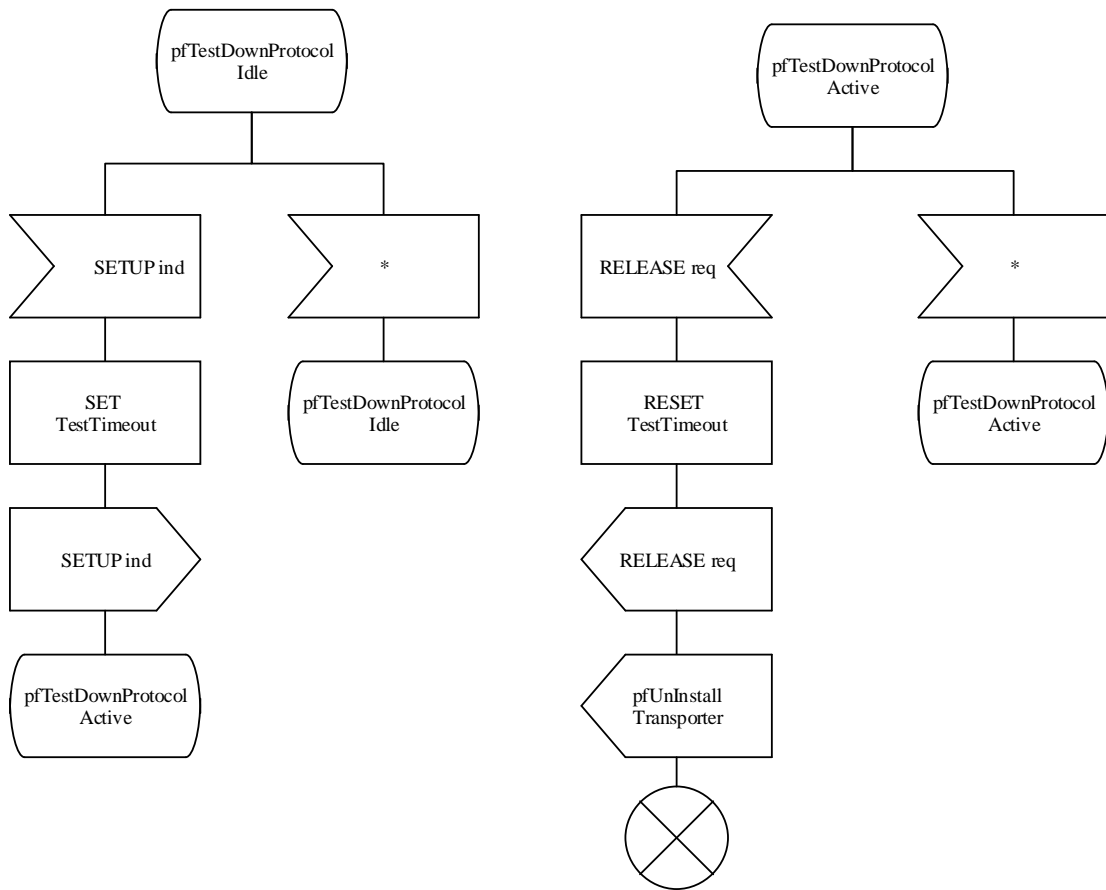 pfTestDownProtocol
Idle
SETUP ind
*
SET
TestTimeout
pfTestDownProtocol
Idle
SETUP ind
pfTestDownProtocol
Active
pfTestDownProtocol
Active
RELEASE req
*
RESET
TestTimeout
pfTestDownProtocol
Active
RELEASE req
pfUnInstall
Transporter